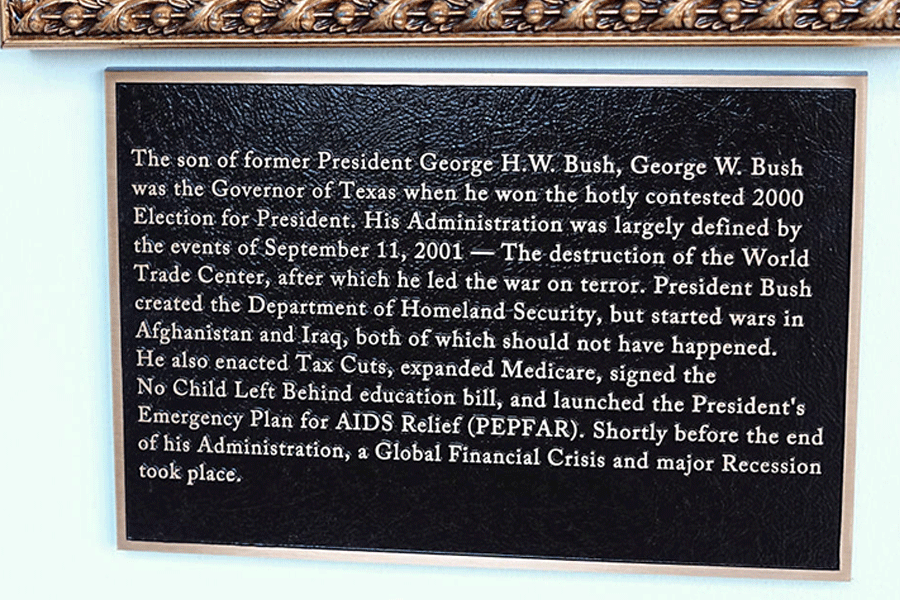 The son of former President George H.W. Bush, George W. Bush
was the Governor of Texas when he won the hotly contested 2000
Election for President. His Administration was largely defined by
the events of September 11, 2001 — The destruction of the World
Trade Center, after which he led the war on terror. President Bush
created the Department of Homeland Security, but started wars in
Afghanistan and Iraq, both of which should not have happened.
He also enacted Tax Cuts, expanded Medicare, signed the
No Child Left Behind education bill, and launched the President's
Emergency Plan for AIDS Relief (PEPFAR). Shortly before the end
of his Administration, a Global Financial Crisis and major Recession
took place.